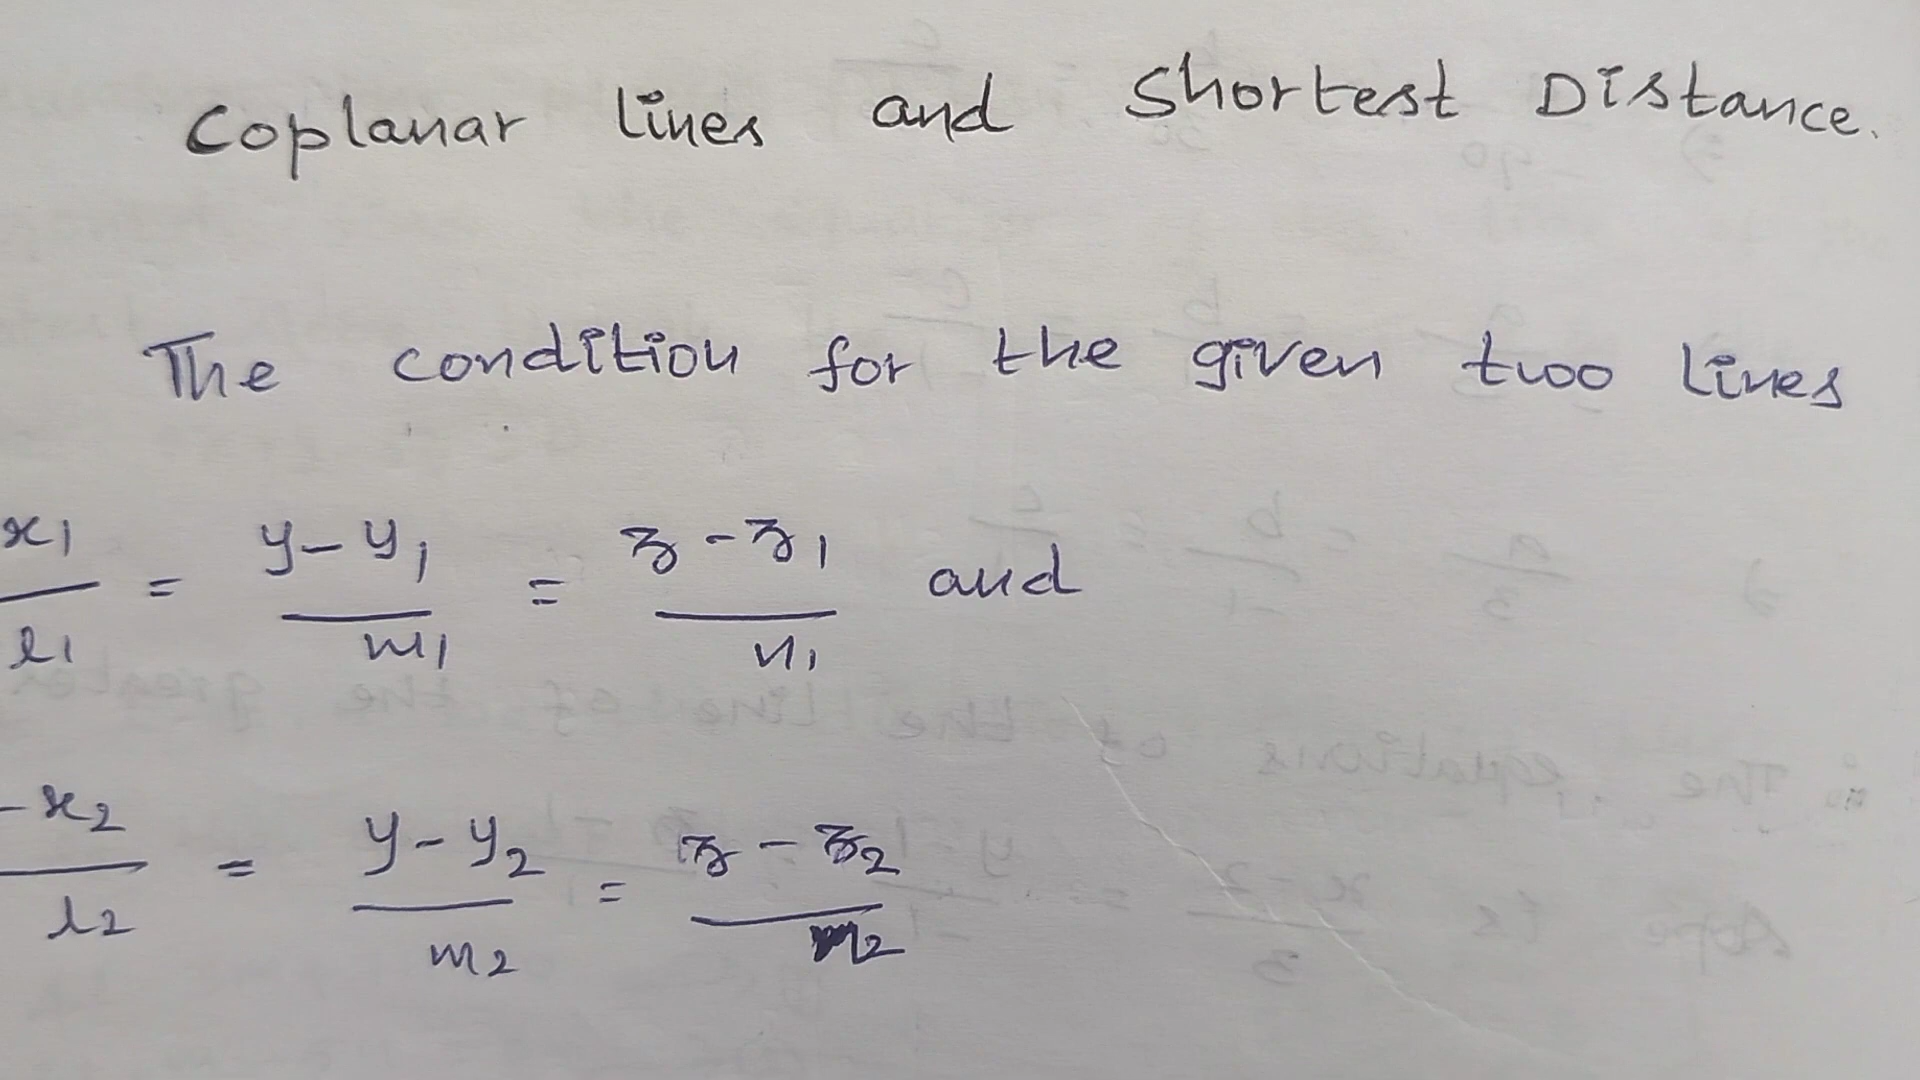 Coplanar lines and Shortest Distance.
The condition for the given two lines
x1/l1 = y-y1/m1 = z-z1/n1 and
-x2/l2 = y-y2/m2 = z-z2/n2